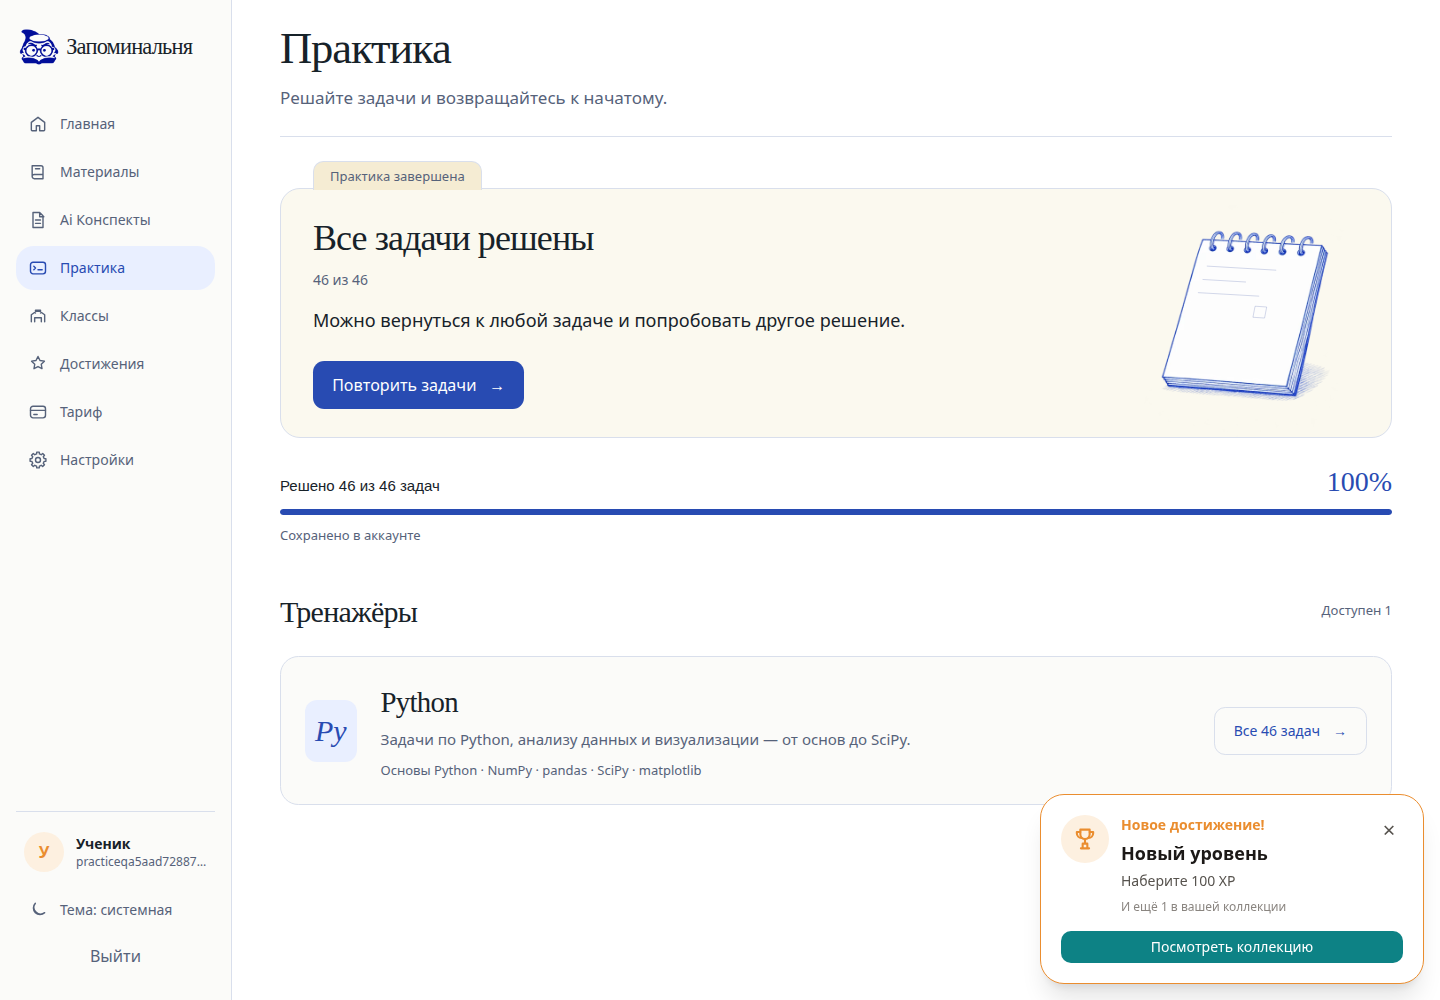 Запоминальня
Главная
Материалы
Ai Конспекты
Практика
Классы
Достижения
Тариф
Настройки
У
Ученик
practiceqa5aad72887...
Тема: системная
Выйти
Практика
Решайте задачи и возвращайтесь к начатому.
Практика завершена
Все задачи решены
46 из 46
Можно вернуться к любой задаче и попробовать другое решение.
Повторить задачи →
Решено 46 из 46 задач
100%
Сохранено в аккаунте
Тренажёры
Доступен 1
Py
Python
Задачи по Python, анализу данных и визуализации — от основ до SciPy.
Основы Python · NumPy · pandas · SciPy · matplotlib
Все 46 задач →
Новое достижение!
Новый уровень
Наберите 100 XP
И ещё 1 в вашей коллекции
Посмотреть коллекцию